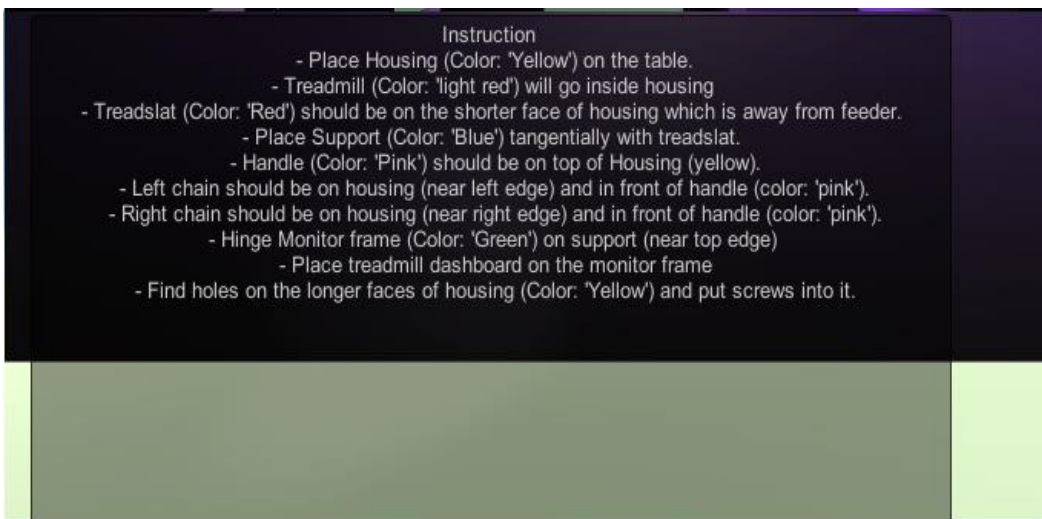 Instruction
- Place Housing (Color: 'Yellow') on the table.
- Treadmill (Color: 'light red') will go inside housing
- Treadslat (Color: 'Red') should be on the shorter face of housing which is away from feeder.
- Place Support (Color: 'Blue') tangentially with treadslat.
- Handle (Color: 'Pink') should be on top of Housing (yellow).
- Left chain should be on housing (near left edge) and in front of handle (color: 'pink').
- Right chain should be on housing (near right edge) and in front of handle (color: 'pink').
- Hinge Monitor frame (Color: 'Green') on support (near top edge)
- Place treadmill dashboard on the monitor frame
- Find holes on the longer faces of housing (Color: 'Yellow') and put screws into it.